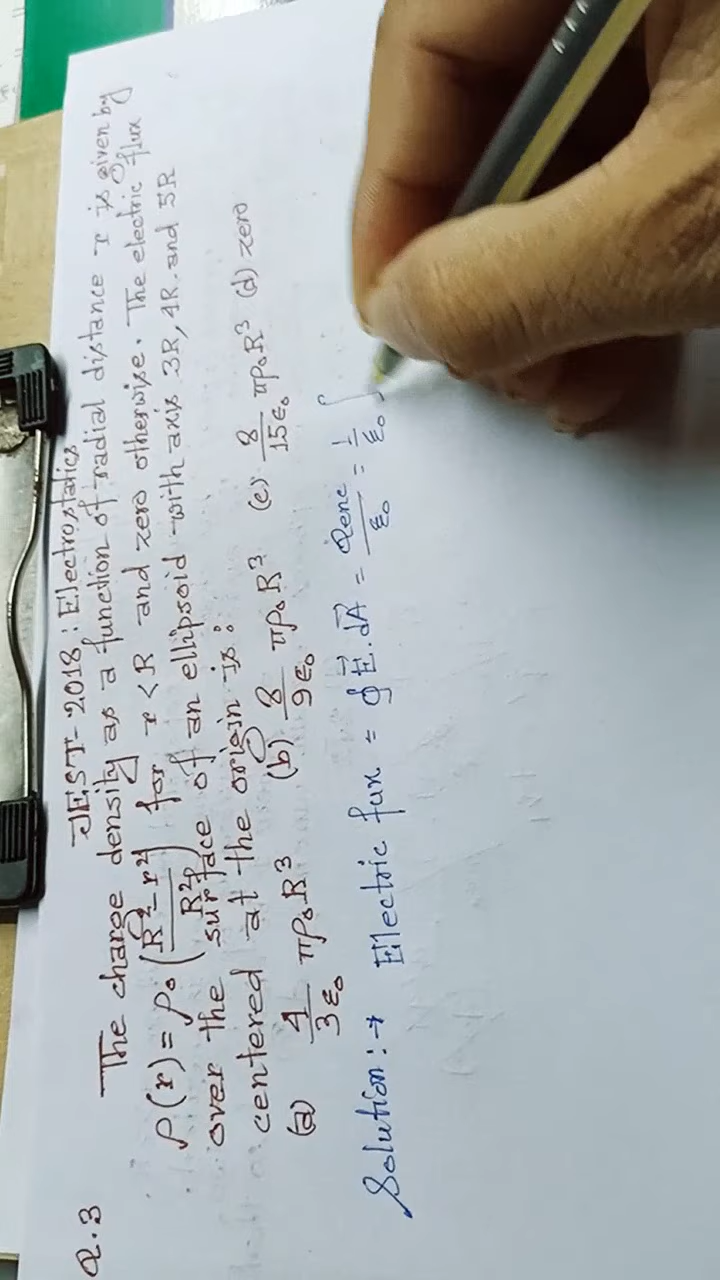 JEST-2018: Electrostatics
Q.3 The charge density as a function of radial distance r is given by
ρ(r) = ρ₀ (R²-r²/R²) for r<R and zero otherwise. The electric flux
over the surface of an ellipsoid with axis 3R, 4R. and 5R
centered at the origin is:
(a) 4/3ε₀ πρ₀R³ (b) 8/9ε₀ πρ₀R³ (c) 8/15ε₀ πρ₀R³ (d) zero
Solution:→ Electric fux = ∮E⃗.dA⃗ = Qenc/ε₀ = 1/ε₀ ∫